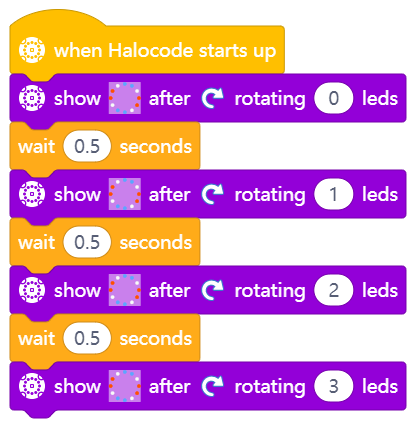 when Halocode starts up
show after rotating 0 leds
wait 0.5 seconds
show after rotating 1 leds
wait 0.5 seconds
show after rotating 2 leds
wait 0.5 seconds
show after rotating 3 leds